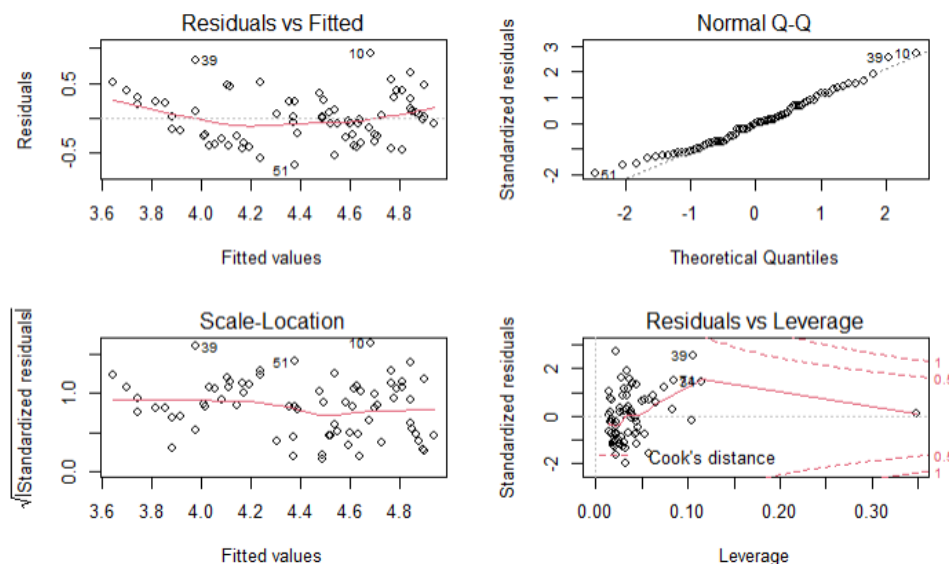 Residuals vs Fitted
Residuals
0.5
-0.5
39
10
51
3.6 3.8 4.0 4.2 4.4 4.6 4.8
Fitted values
Normal Q-Q
Standardized residuals
3
2
1
0
-2
39
10
51
-2 -1 0 1 2
Theoretical Quantiles
Scale-Location
√|Standardized residuals|
1.0
0.0
39
51
10
3.6 3.8 4.0 4.2 4.4 4.6 4.8
Fitted values
Residuals vs Leverage
Standardized residuals
2
0
-2
39
1
0.5
0.5
1
Cook's distance
0.00 0.10 0.20 0.30
Leverage